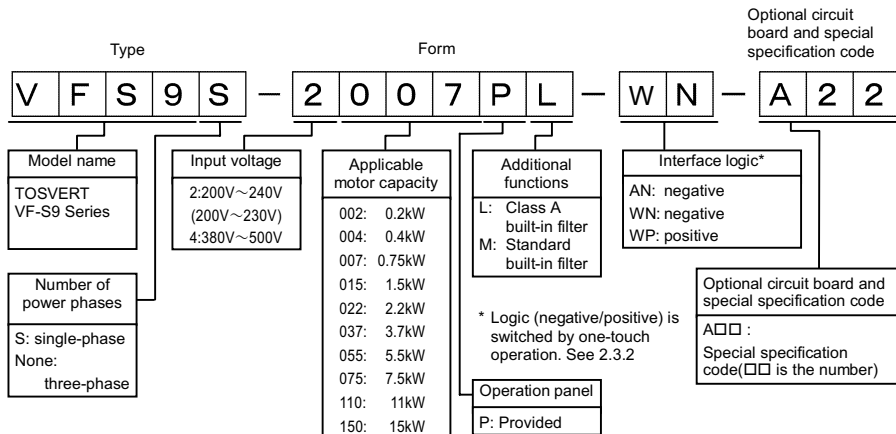 Type
Form
Optional circuit
board and special
specification code
V F S 9 S - 2 0 0 7 P L - W N - A 2 2
Model name
TOSVERT
VF-S9 Series
Number of
power phases
S: single-phase
None:
three-phase
Input voltage
2:200V～240V
(200V～230V)
4:380V～500V
Applicable
motor capacity
002: 0.2kW
004: 0.4kW
007: 0.75kW
015: 1.5kW
022: 2.2kW
037: 3.7kW
055: 5.5kW
075: 7.5kW
110: 11kW
150: 15kW
Additional
functions
L: Class A
built-in filter
M: Standard
built-in filter
* Logic (negative/positive) is
switched by one-touch
operation. See 2.3.2
Operation panel
P: Provided
Interface logic*
AN: negative
WN: negative
WP: positive
Optional circuit board and
special specification code
A□□ :
Special specification
code(□□ is the number)